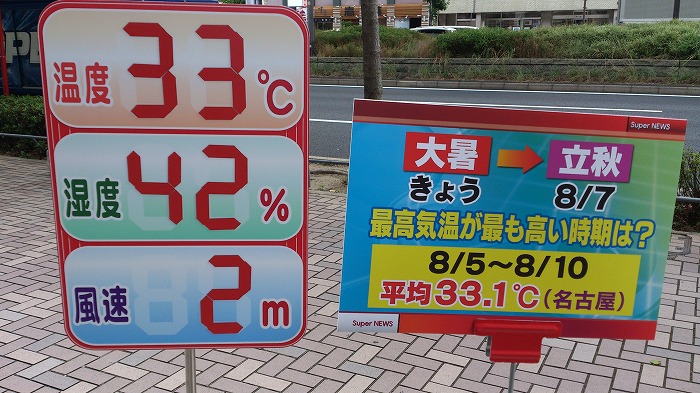 温度 33℃
湿度 42%
風速 2m
Super NEWS
大暑 立秋
きょう 8/7
最高気温が最も高い時期は?
8/5～8/10
平均33.1℃(名古屋)
Super NEWS